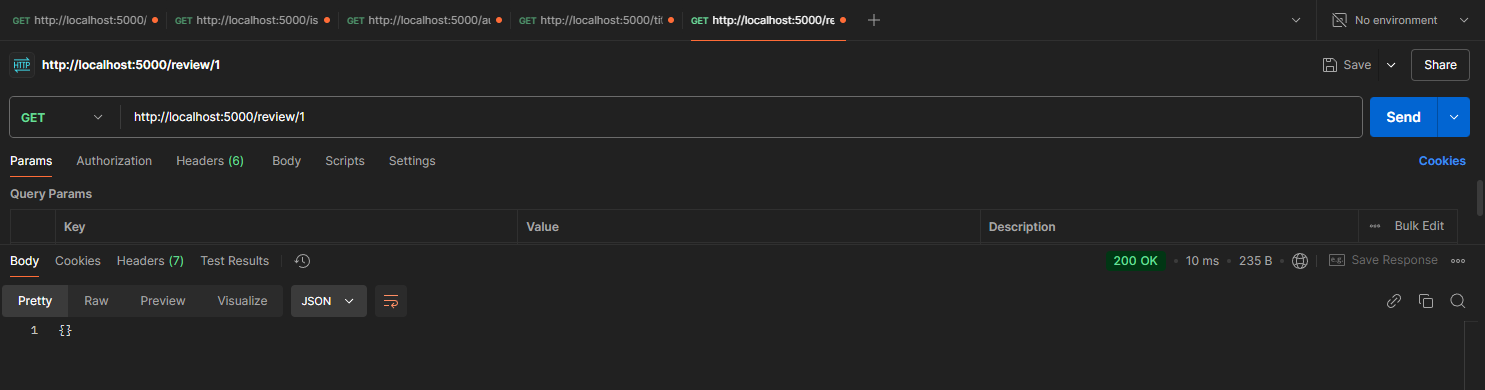 GET http://localhost:5000/ GET http://localhost:5000/is GET http://localhost:5000/au GET http://localhost:5000/tit GET http://localhost:5000/re No environment
HTTP http://localhost:5000/review/1 Save Share
GET http://localhost:5000/review/1 Send
Params Authorization Headers (6) Body Scripts Settings Cookies
Query Params
Key Value Description Bulk Edit
Body Cookies Headers (7) Test Results 200 OK • 10 ms • 235 B • e.g. Save Response
Pretty Raw Preview Visualize JSON
1 {}